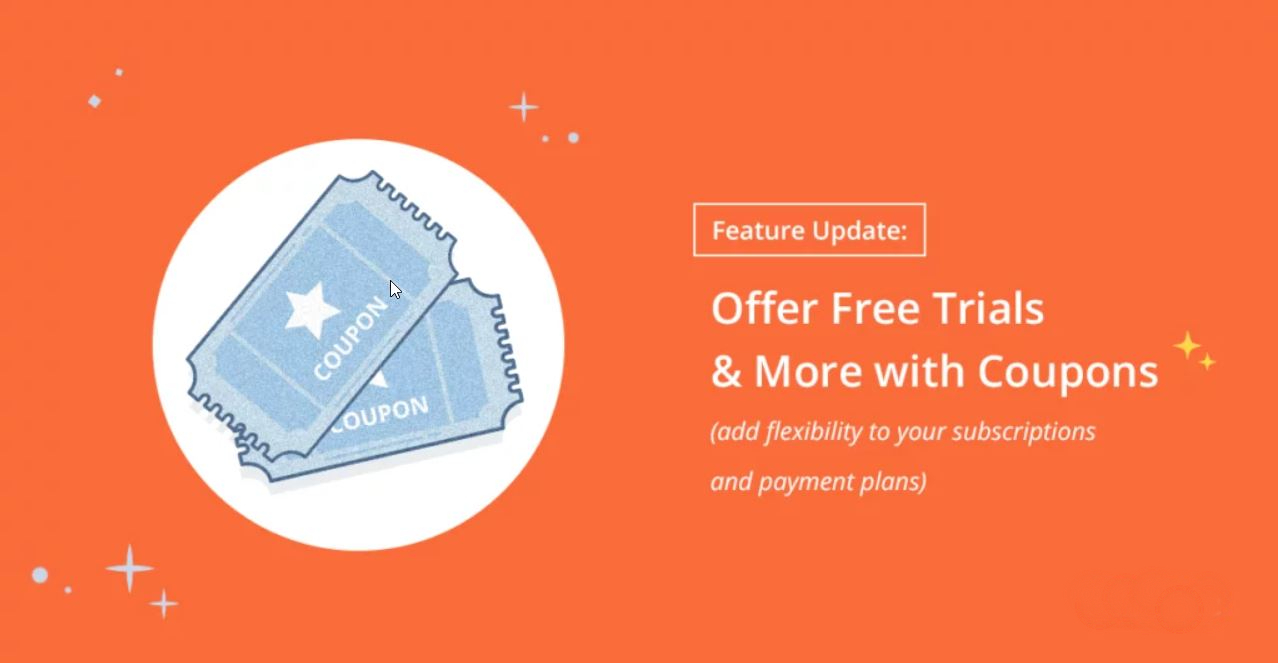 COUPON
COUPON
Feature Update:
Offer Free Trials
& More with Coupons
(add flexibility to your subscriptions
and payment plans)